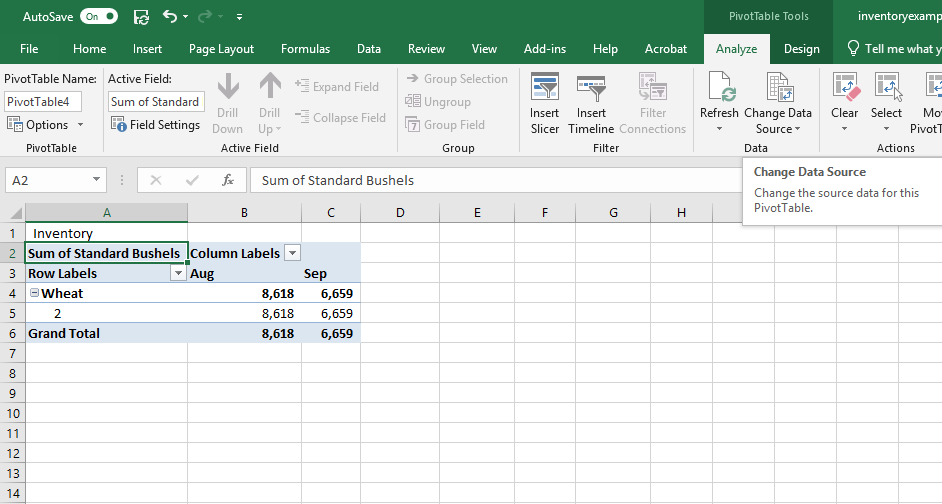 AutoSave On
PivotTable Tools
inventoryexamp
File Home Insert Page Layout Formulas Data Review View Add-ins Help Acrobat Analyze Design Tell me what y
PivotTable Name:
PivotTable4
Options
PivotTable
Active Field:
Sum of Standard
Field Settings
Drill
Down
Drill
Up
Expand Field
Collapse Field
Active Field
Group Selection
Ungroup
Group Field
Group
Insert
Slicer
Insert
Timeline
Filter
Connections
Filter
Refresh
Change Data
Source
Data
Clear
Select
Mov
PivotT
Actions
A2
fx
Sum of Standard Bushels
Change Data Source
Change the source data for this
PivotTable.
A B C D E F G H
1 Inventory
2 Sum of Standard Bushels Column Labels
3 Row Labels Aug Sep
4 Wheat 8,618 6,659
5 2 8,618 6,659
6 Grand Total 8,618 6,659
7
8
9
10
11
12
13
14